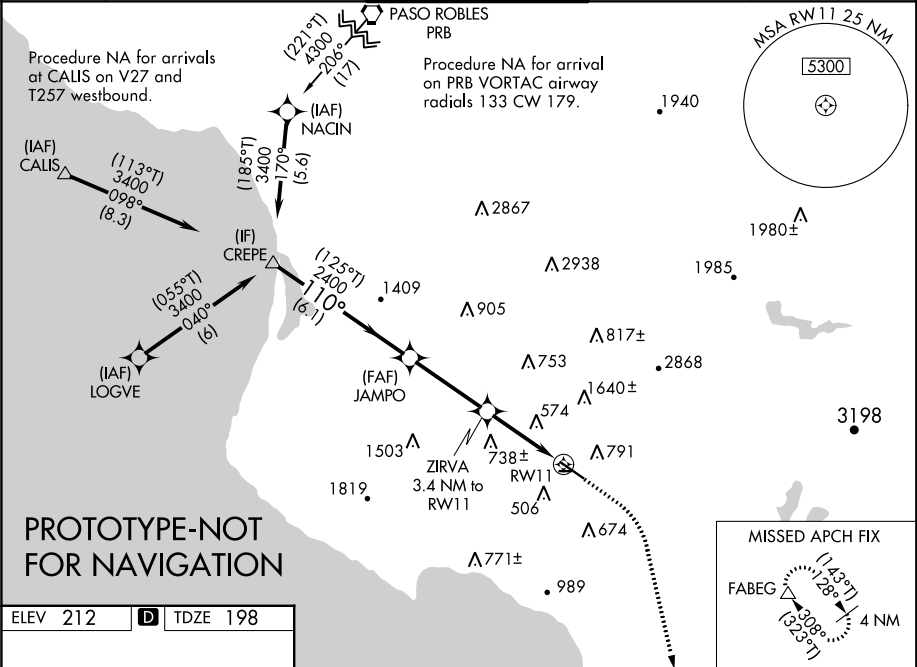 PASO ROBLES
PRB
MSA RW11 25 NM
5300
Procedure NA for arrivals
at CALIS on V27 and
T257 westbound.
Procedure NA for arrival
on PRB VORTAC airway
radials 133 CW 179.
(221°T)
4300
206°
(17)
(IAF)
NACIN
1940
(IAF)
CALIS
(113°T)
3400
098°
(8.3)
(185°T)
3400
170°
(5.6)
2867
1980±
(IF)
CREPE
(125°T)
2400
110°
(6.1)
2938
1985
1409
905
(055°T)
3400
040°
(6)
817±
753
2868
(IAF)
LOGVE
(FAF)
JAMPO
1640±
574
3198
1503
738±
791
ZIRVA
3.4 NM to
RW11
RW11
1819
506
674
PROTOTYPE-NOT
FOR NAVIGATION
771±
989
MISSED APCH FIX
FABEG
(143°T)
128°
308°
(323°T)
4 NM
ELEV 212 D TDZE 198